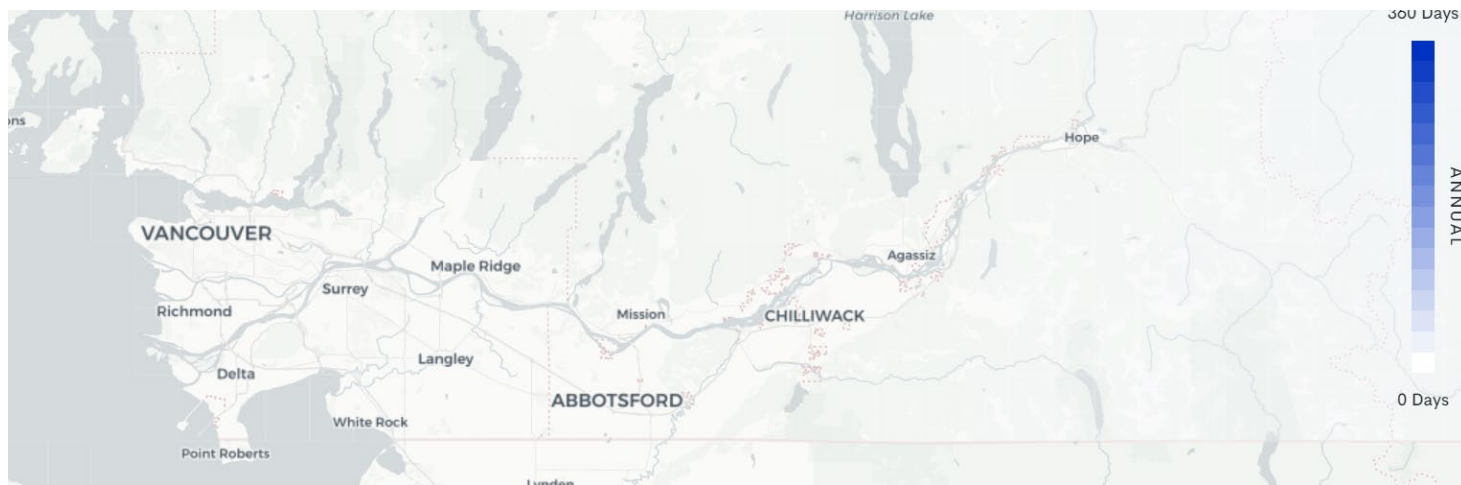 Harrison Lake
360 Days
ons
Hope
VANCOUVER
ANNUAL
Agassiz
Maple Ridge
Surrey
Richmond
Mission
CHILLIWACK
Langley
Delta
ABBOTSFORD
0 Days
White Rock
Point Roberts
Lynden